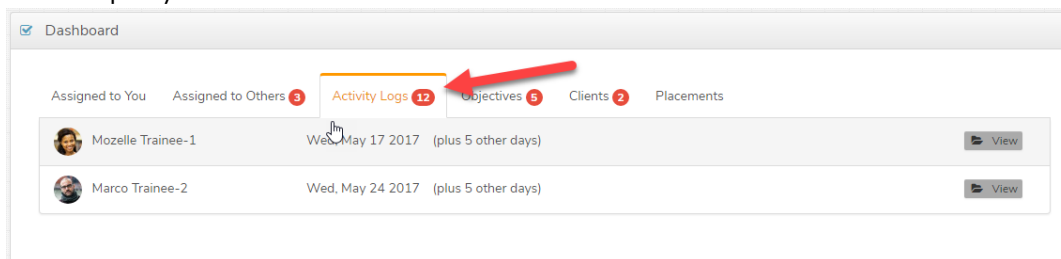 Dashboard
Assigned to You Assigned to Others 3 Activity Logs 12 Objectives 5 Clients 2 Placements
Mozelle Trainee-1 Wed, May 17 2017 (plus 5 other days) View
Marco Trainee-2 Wed, May 24 2017 (plus 5 other days) View